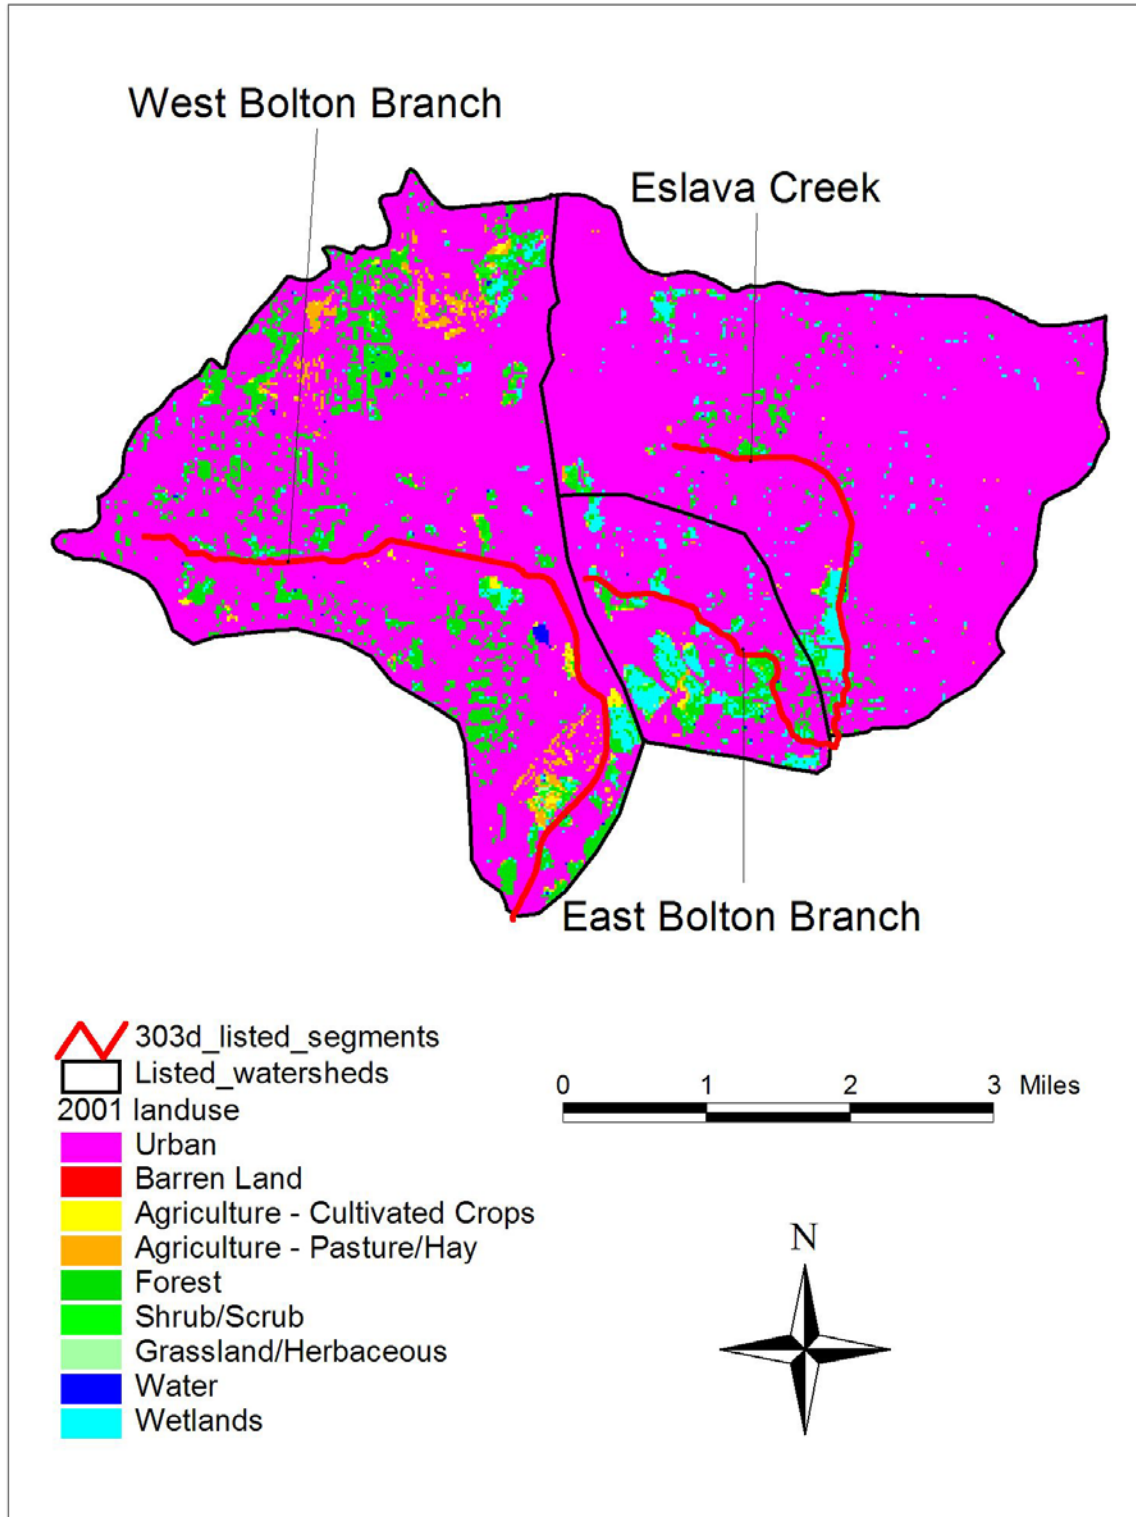 West Bolton Branch
Eslava Creek
East Bolton Branch
303d_listed_segments
Listed_watersheds
2001 landuse
Urban
Barren Land
Agriculture - Cultivated Crops
Agriculture - Pasture/Hay
Forest
Shrub/Scrub
Grassland/Herbaceous
Water
Wetlands
0 1 2 3 Miles
N